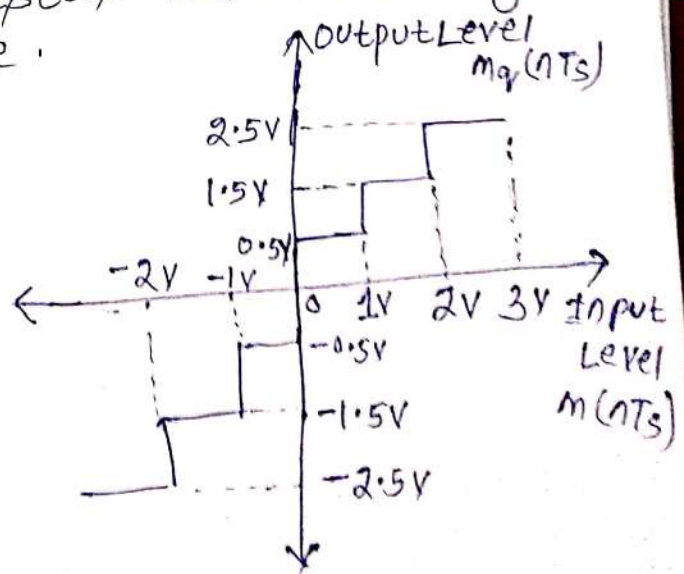 Output Level
mq(nTs)
2.5V
1.5V
0.5V
-2V -1V
0 1V 2V 3V Input
Level
m(nTs)
-0.5V
-1.5V
-2.5V